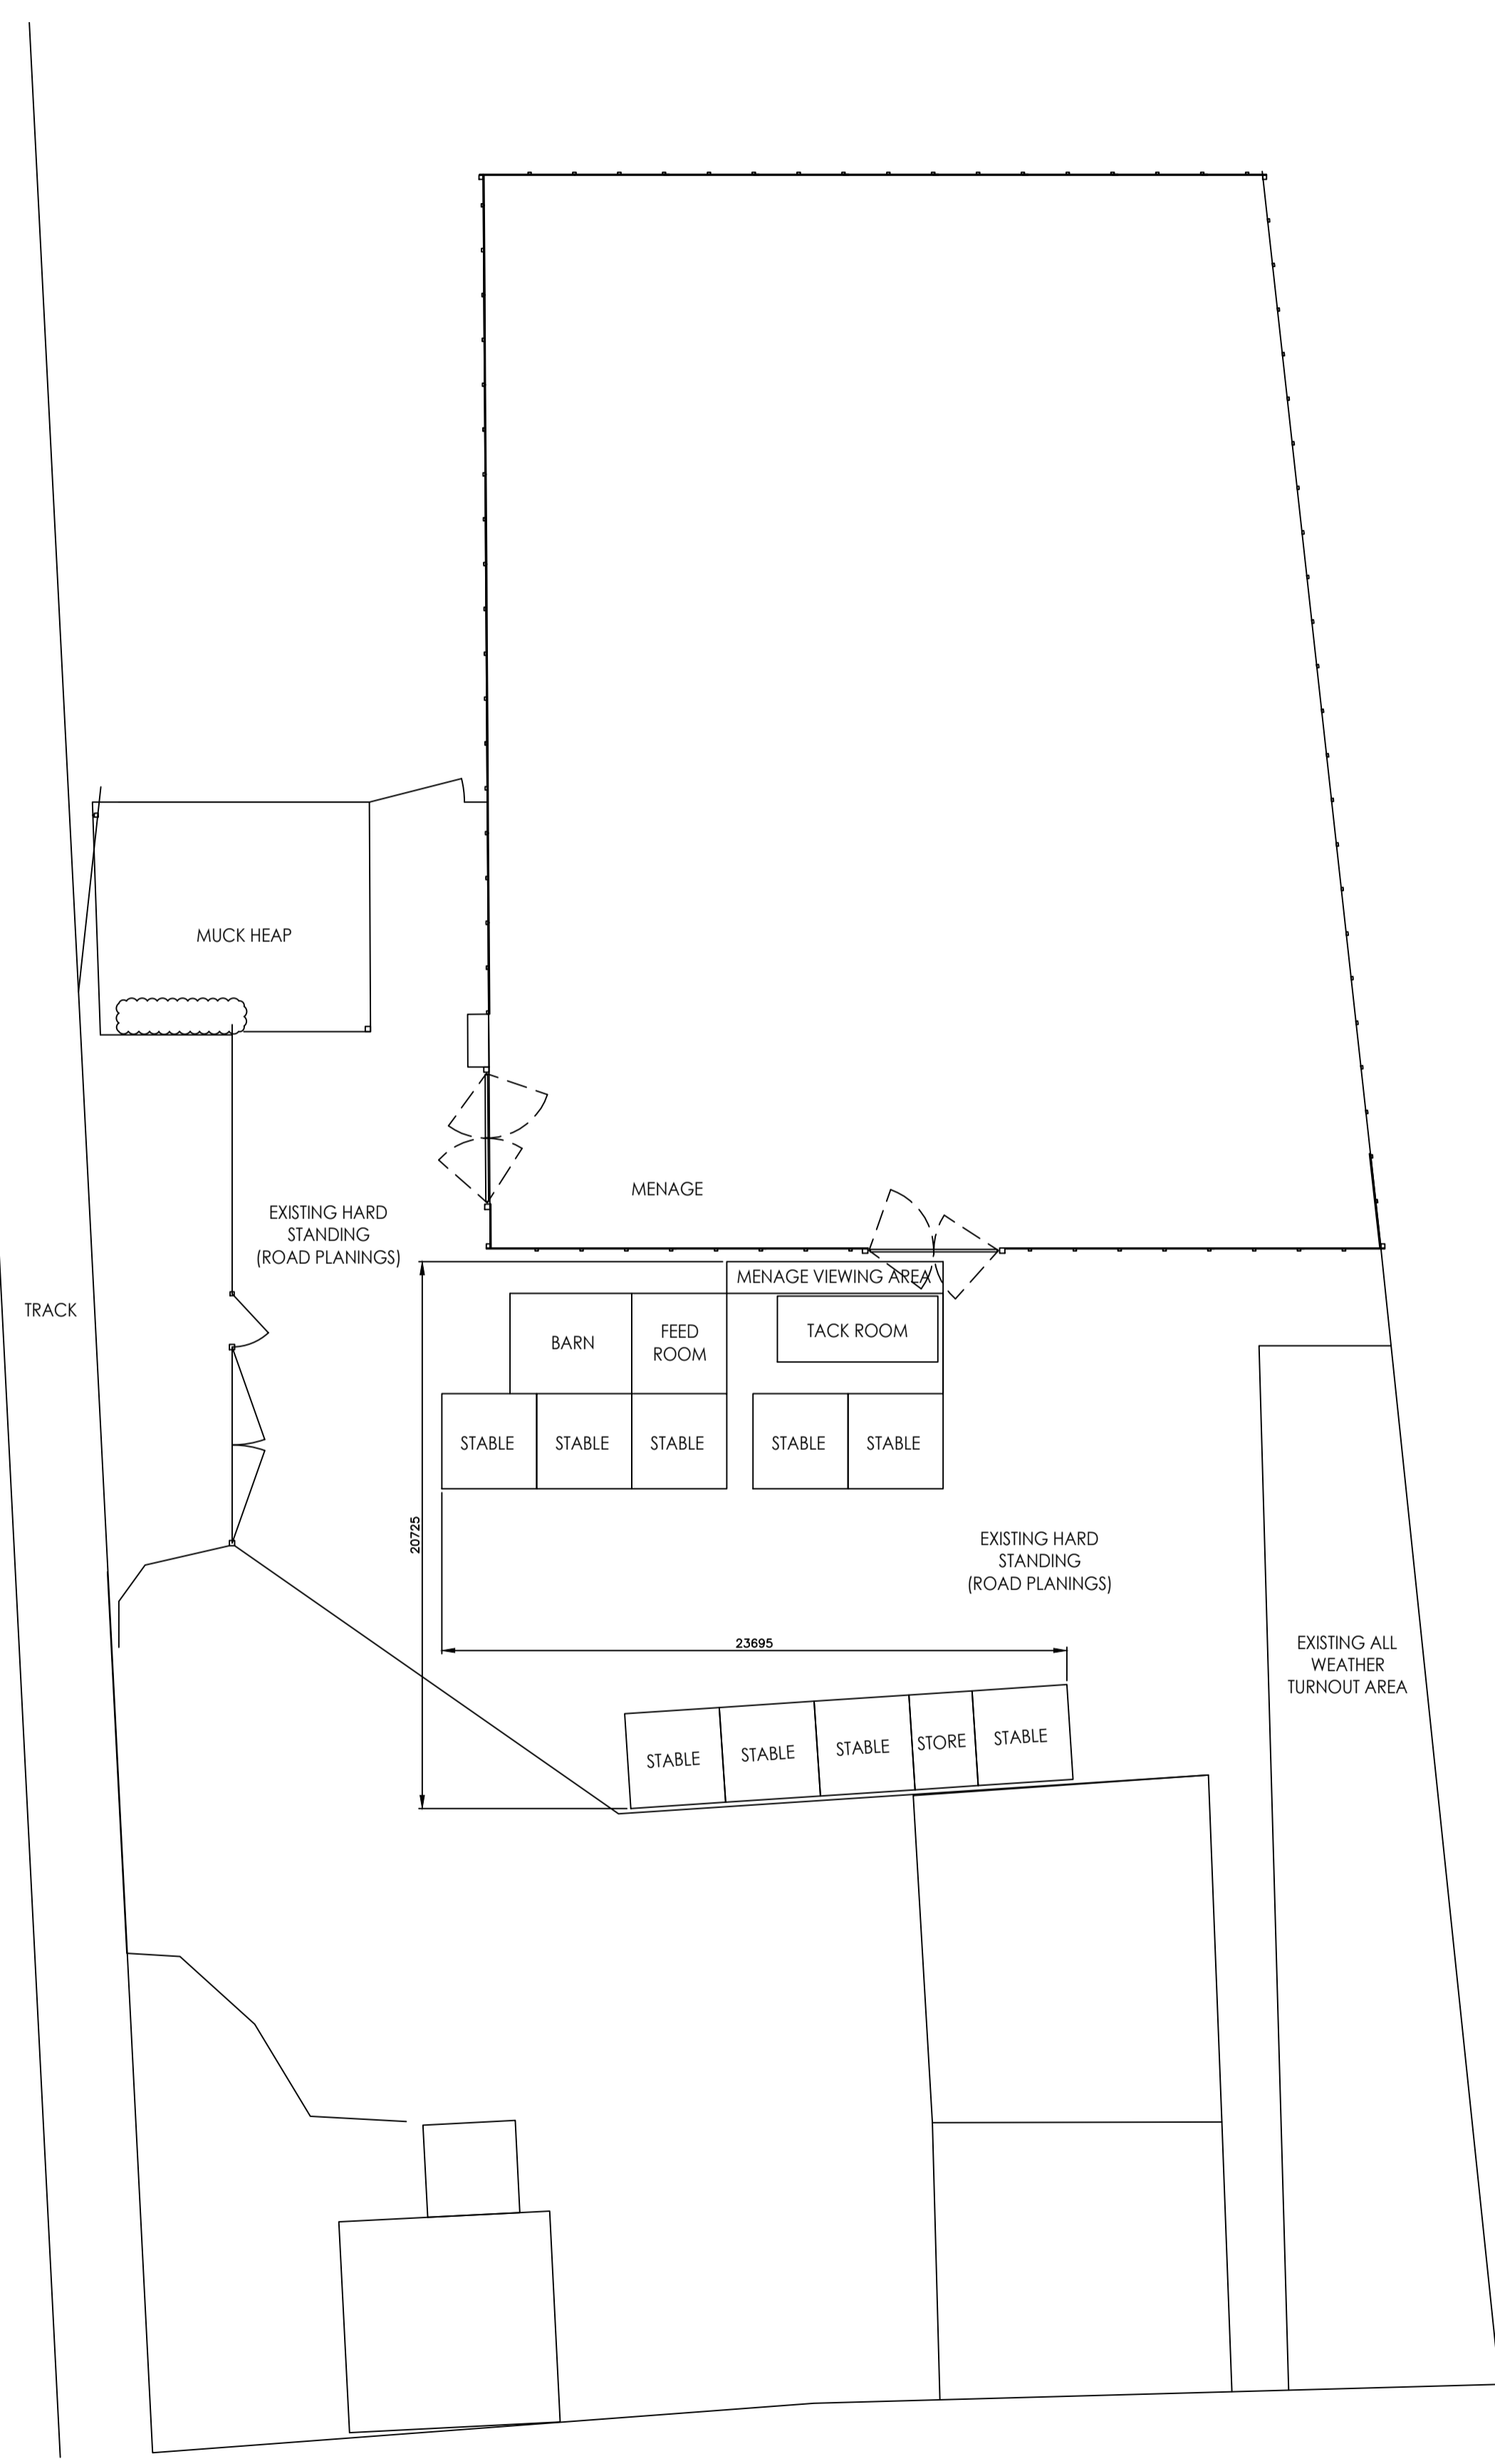 MUCK HEAP
MENAGE
EXISTING HARD
STANDING
(ROAD PLANINGS)
MENAGE VIEWING AREA
TRACK
BARN
FEED
ROOM
TACK ROOM
STABLE
STABLE
STABLE
STABLE
STABLE
20725
EXISTING HARD
STANDING
(ROAD PLANINGS)
23695
EXISTING ALL
WEATHER
TURNOUT AREA
STABLE
STABLE
STABLE
STORE
STABLE